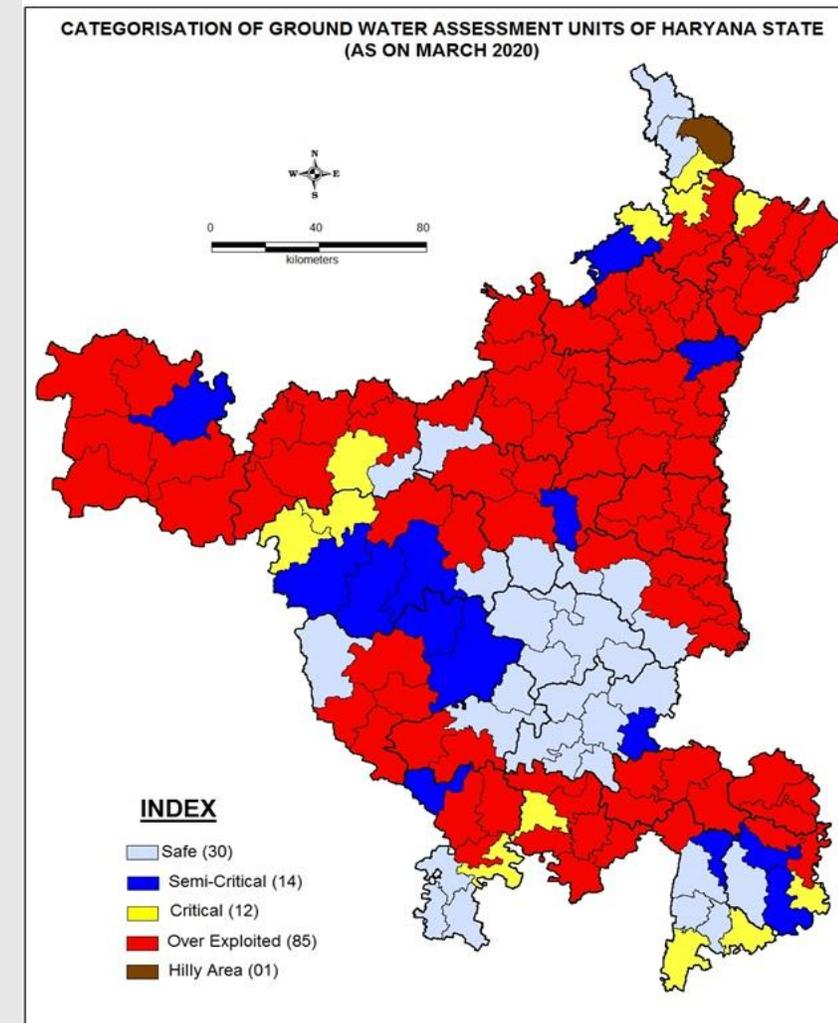 CATEGORISATION OF GROUND WATER ASSESSMENT UNITS OF HARYANA STATE
(AS ON MARCH 2020)
N
W E
S
0 40 80
kilometers
INDEX
Safe (30)
Semi-Critical (14)
Critical (12)
Over Exploited (85)
Hilly Area (01)